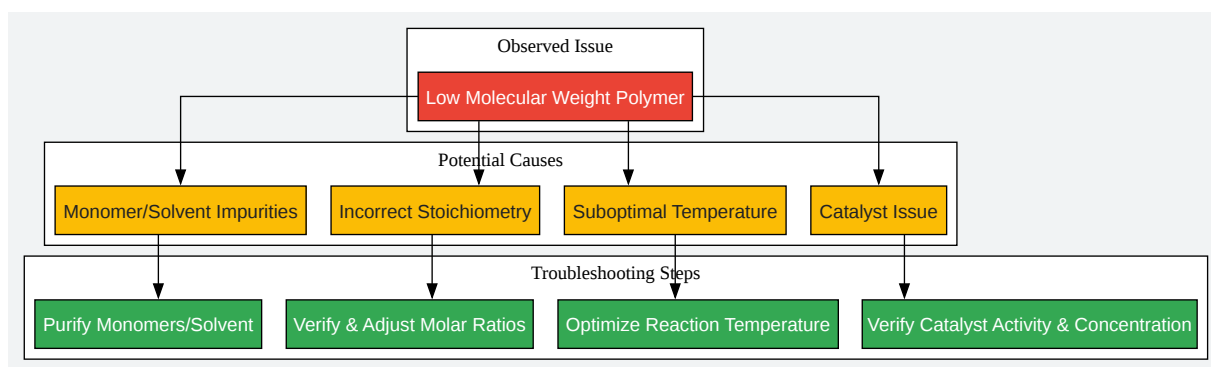 Observed Issue
Low Molecular Weight Polymer
Potential Causes
Monomer/Solvent Impurities
Incorrect Stoichiometry
Suboptimal Temperature
Catalyst Issue
Troubleshooting Steps
Purify Monomers/Solvent
Verify & Adjust Molar Ratios
Optimize Reaction Temperature
Verify Catalyst Activity & Concentration